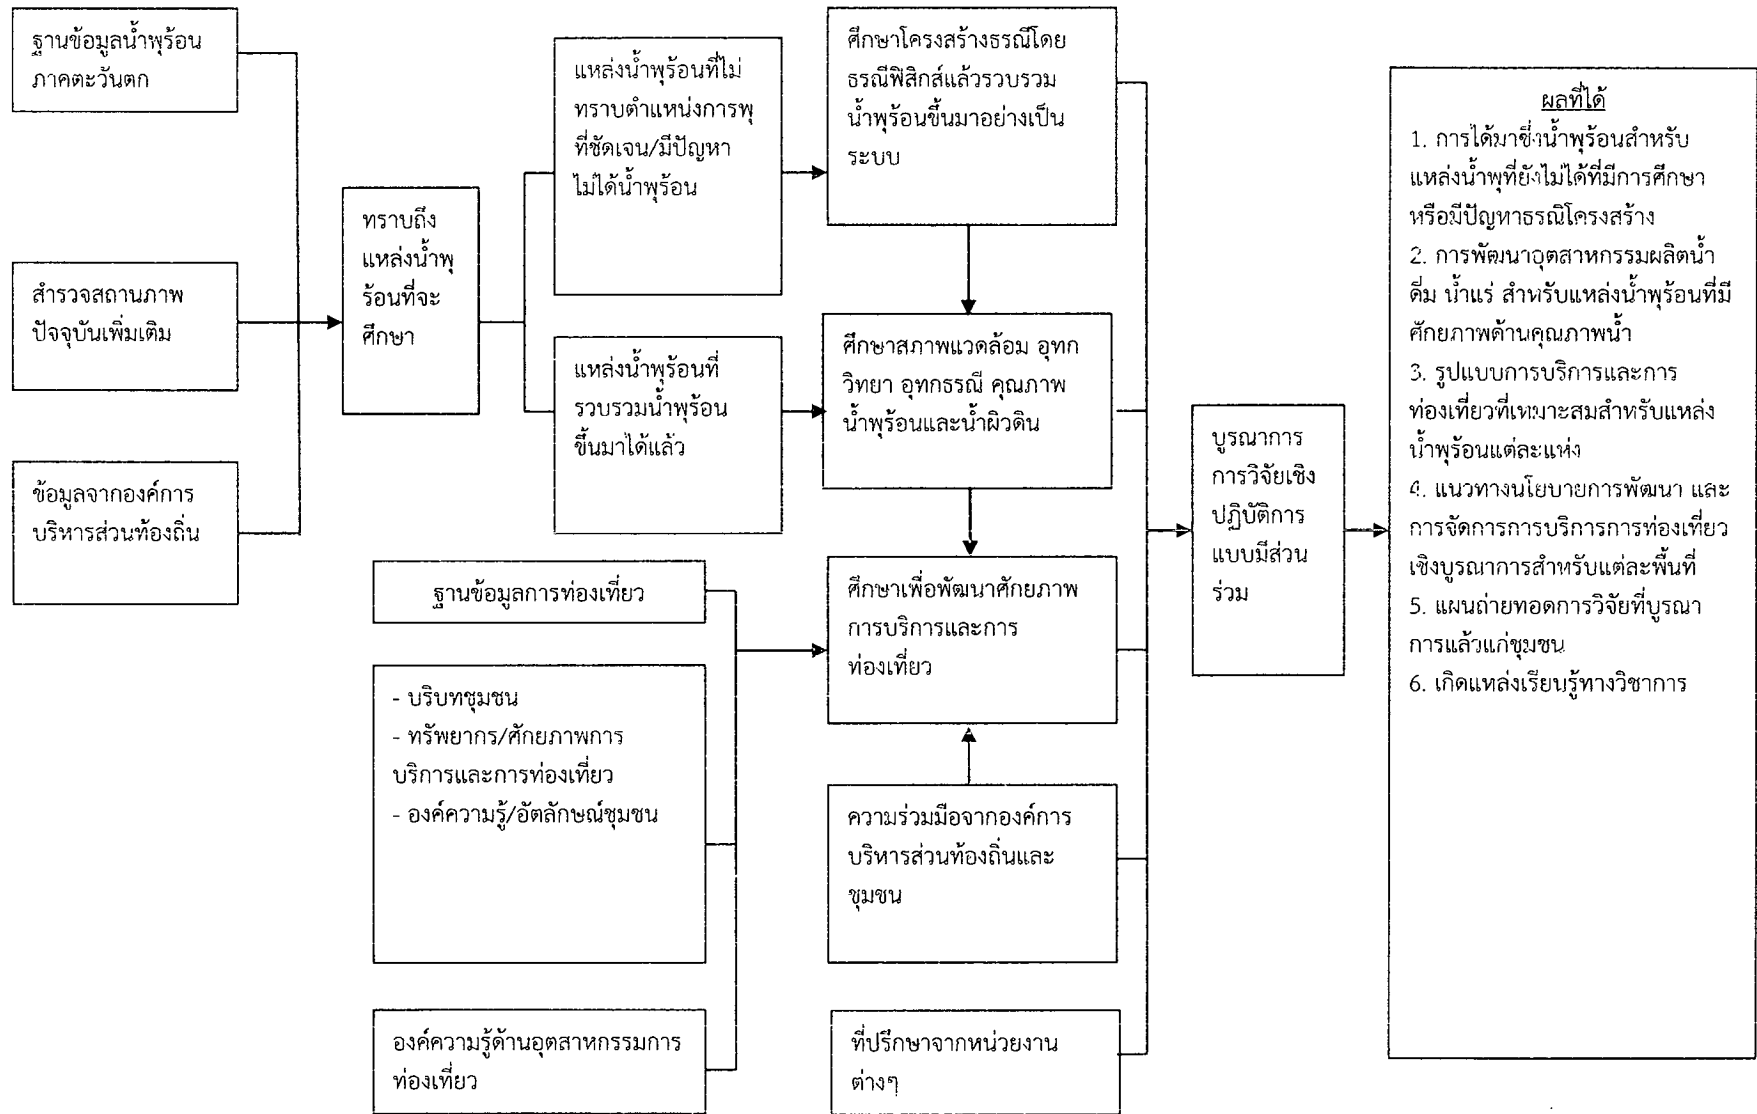 ฐานข้อมูลน้ำพุร้อน
ภาคตะวันตก
สำรวจสถานภาพ
ปัจจุบันเพิ่มเติม
ข้อมูลจากองค์การ
บริหารส่วนท้องถิ่น
ทราบถึง
แหล่งน้ำพุ
ร้อนที่จะ
ศึกษา
แหล่งน้ำพุร้อนที่ไม่
ทราบตำแหน่งการพุ
ที่ชัดเจน/มีปัญหา
ไม่ได้น้ำพุร้อน
แหล่งน้ำพุร้อนที่
รวบรวมน้ำพุร้อน
ขึ้นมาได้แล้ว
ฐานข้อมูลการท่องเที่ยว
- บริบทชุมชน
- ทรัพยากร/ศักยภาพการ
บริการและการท่องเที่ยว
- องค์ความรู้/อัตลักษณ์ชุมชน
องค์ความรู้ด้านอุตสาหกรรมการ
ท่องเที่ยว
ศึกษาโครงสร้างธรณีโดย
ธรณีฟิสิกส์แล้วรวบรวม
น้ำพุร้อนขึ้นมาอย่างเป็น
ระบบ
ศึกษาสภาพแวดล้อม อุทก
วิทยา อุทกธรณี คุณภาพ
น้ำพุร้อนและน้ำผิวดิน
ศึกษาเพื่อพัฒนาศักยภาพ
การบริการและการ
ท่องเที่ยว
ความร่วมมือจากองค์การ
บริหารส่วนท้องถิ่นและ
ชุมชน
ที่ปรึกษาจากหน่วยงาน
ต่างๆ
บูรณาการ
การวิจัยเชิง
ปฏิบัติการ
แบบมีส่วน
ร่วม
ผลที่ได้
1. การได้มาซึ่งน้ำพุร้อนสำหรับ
แหล่งน้ำพุที่ยังไม่ได้ที่มีการศึกษา
หรือมีปัญหาธรณีโครงสร้าง
2. การพัฒนาอุตสาหกรรมผลิตน้ำ
ดื่ม น้ำแร่ สำหรับแหล่งน้ำพุร้อนที่มี
ศักยภาพด้านคุณภาพน้ำ
3. รูปแบบการบริการและการ
ท่องเที่ยวที่เหมาะสมสำหรับแหล่ง
น้ำพุร้อนแต่ละแห่ง
4. แนวทางนโยบายการพัฒนา และ
การจัดการการบริการการท่องเที่ยว
เชิงบูรณาการสำหรับแต่ละพื้นที่
5. แผนถ่ายทอดการวิจัยที่บูรณา
การแล้วแก่ชุมชน
6. เกิดแหล่งเรียนรู้ทางวิชาการ